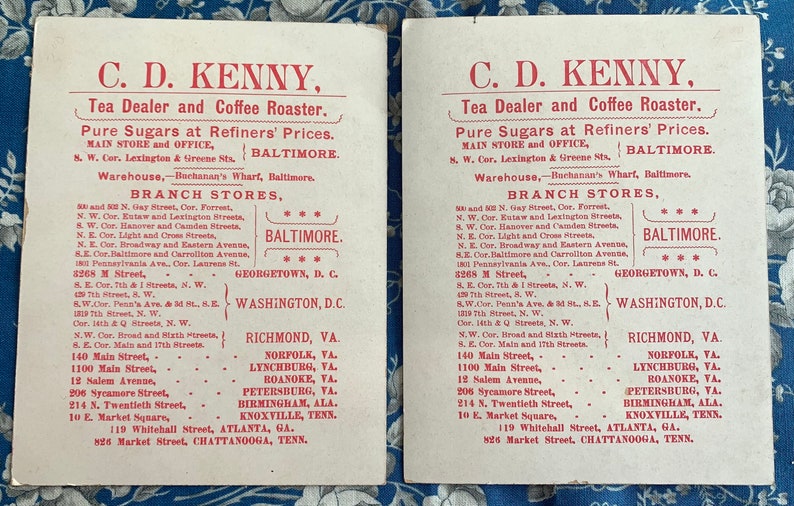 C. D. KENNY,
Tea Dealer and Coffee Roaster.
Pure Sugars at Refiners' Prices.
MAIN STORE and OFFICE,
S. W. Cor. Lexington & Greene Sts.
BALTIMORE.
Warehouse,—Buchanan's Wharf, Baltimore.
BRANCH STORES,
500 and 502 N. Gay Street, Cor. Forrest,
N. W. Cor. Eutaw and Lexington Streets,
S. W. Cor. Hanover and Camden Streets,
N. E. Cor. Light and Cross Streets,
N. E. Cor. Broadway and Eastern Avenue,
S. E. Cor. Baltimore and Carrollton Avenue,
1801 Pennsylvania Ave., Cor. Laurens St.
* * *
BALTIMORE.
* * *
3268 M Street, - - - GEORGETOWN, D. C.
S. E. Cor. 7th & I Streets, N. W.
429 7th Street, S. W.
S.W.Cor. Penn'a Ave. & 3d St., S.E.
1319 7th Street, N.W.
Cor. 14th & Q Streets, N. W.
WASHINGTON, D.C.
N.W. Cor. Broad and Sixth Streets,
S. E. Cor. Main and 17th Streets.
RICHMOND, VA.
140 Main Street, - - - NORFOLK, VA.
1100 Main Street, - - - LYNCHBURG, VA.
12 Salem Avenue, - - - ROANOKE, VA.
206 Sycamore Street, - - PETERSBURG, VA.
214 N. Twentieth Street, - BIRMINGHAM, ALA.
10 E. Market Square, - - KNOXVILLE, TENN.
119 Whitehall Street, ATLANTA, GA.
826 Market Street, CHATTANOOGA, TENN.
C. D. KENNY,
Tea Dealer and Coffee Roaster.
Pure Sugars at Refiners' Prices.
MAIN STORE and OFFICE,
S. W. Cor. Lexington & Greene Sts.
BALTIMORE.
Warehouse,—Buchanan's Wharf, Baltimore.
BRANCH STORES,
500 and 502 N. Gay Street, Cor. Forrest,
N. W. Cor. Eutaw and Lexington Streets,
S. W. Cor. Hanover and Camden Streets,
N. E. Cor. Light and Cross Streets,
N. E. Cor. Broadway and Eastern Avenue,
S. E. Cor. Baltimore and Carrollton Avenue,
1801 Pennsylvania Ave., Cor. Laurens St.
* * *
BALTIMORE.
* * *
3268 M Street, - - - GEORGETOWN, D. C.
S. E. Cor. 7th & I Streets, N. W.
429 7th Street, S. W.
S.W.Cor. Penn'a Ave. & 3d St., S.E.
1319 7th Street, N.W.
Cor. 14th & Q Streets, N. W.
WASHINGTON, D.C.
N.W. Cor. Broad and Sixth Streets,
S. E. Cor. Main and 17th Streets.
RICHMOND, VA.
140 Main Street, - - - NORFOLK, VA.
1100 Main Street, - - - LYNCHBURG, VA.
12 Salem Avenue, - - - ROANOKE, VA.
206 Sycamore Street, - - PETERSBURG, VA.
214 N. Twentieth Street, - BIRMINGHAM, ALA.
10 E. Market Square, - - KNOXVILLE, TENN.
119 Whitehall Street, ATLANTA, GA.
826 Market Street, CHATTANOOGA, TENN.